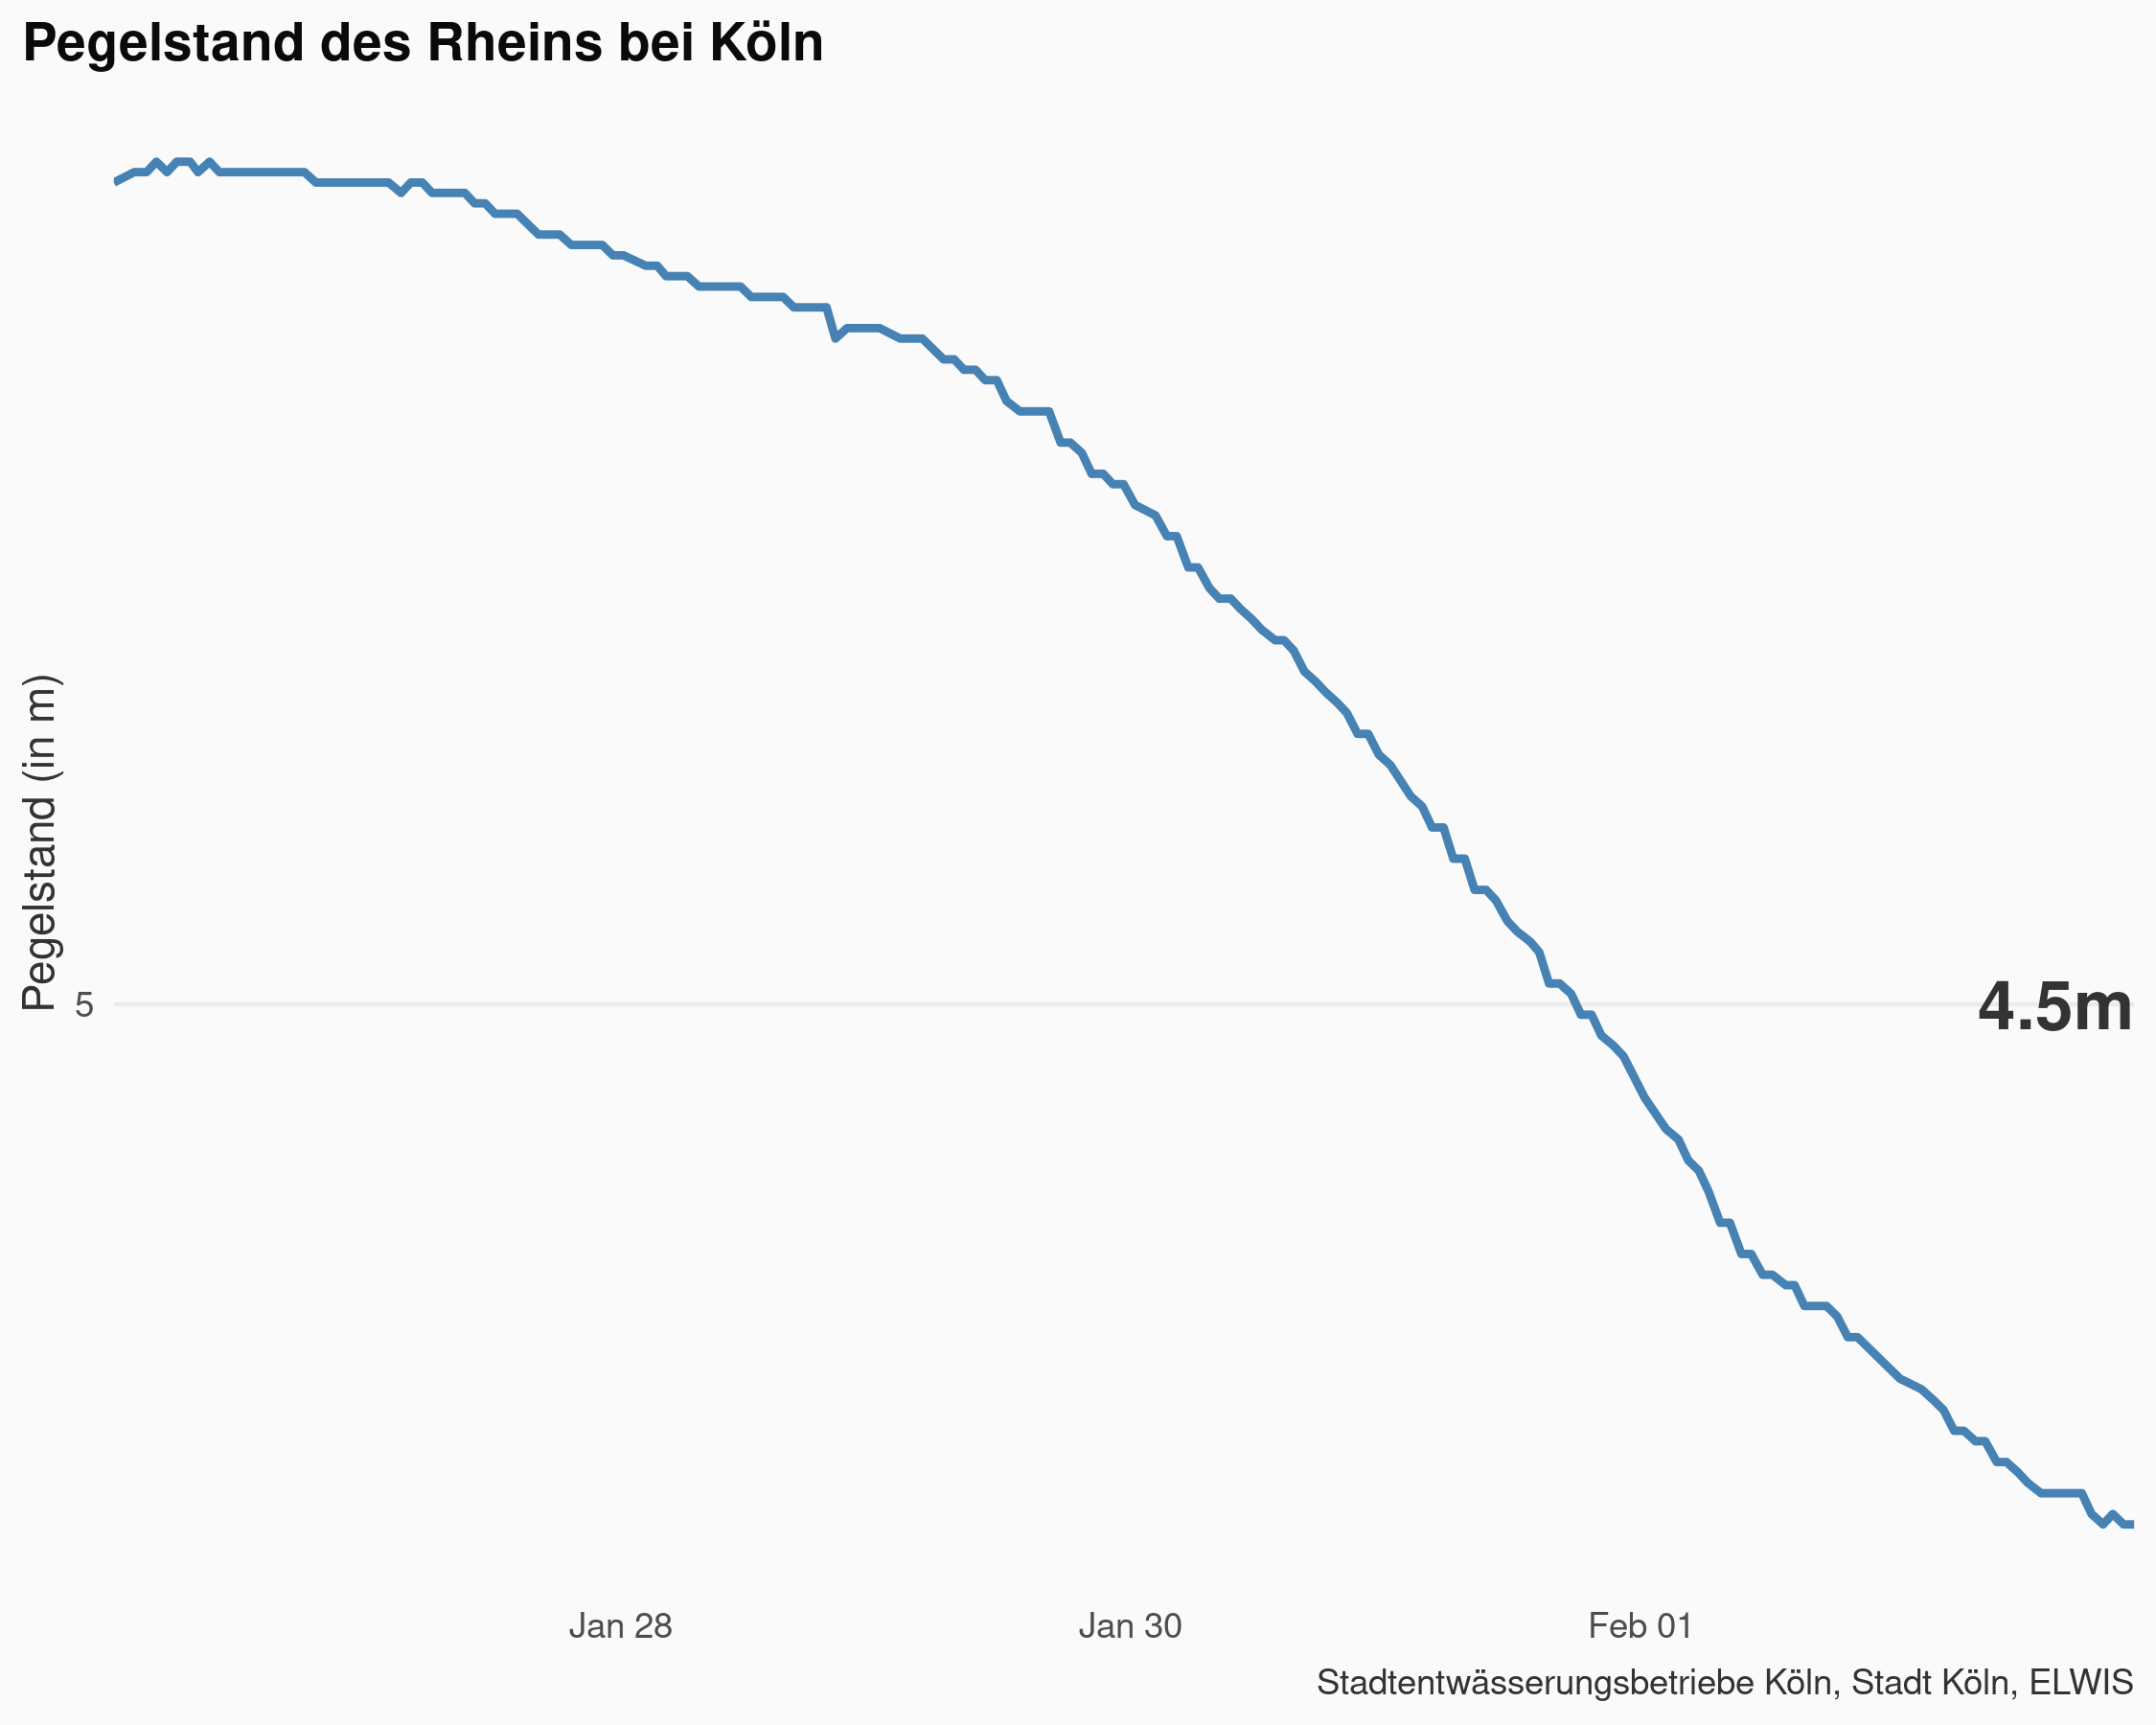 Pegelstand des Rheins bei Köln
Pegelstand (in m)
5
4.5m
Jan 28
Jan 30
Feb 01
Stadtentwässerungsbetriebe Köln, Stadt Köln, ELWIS